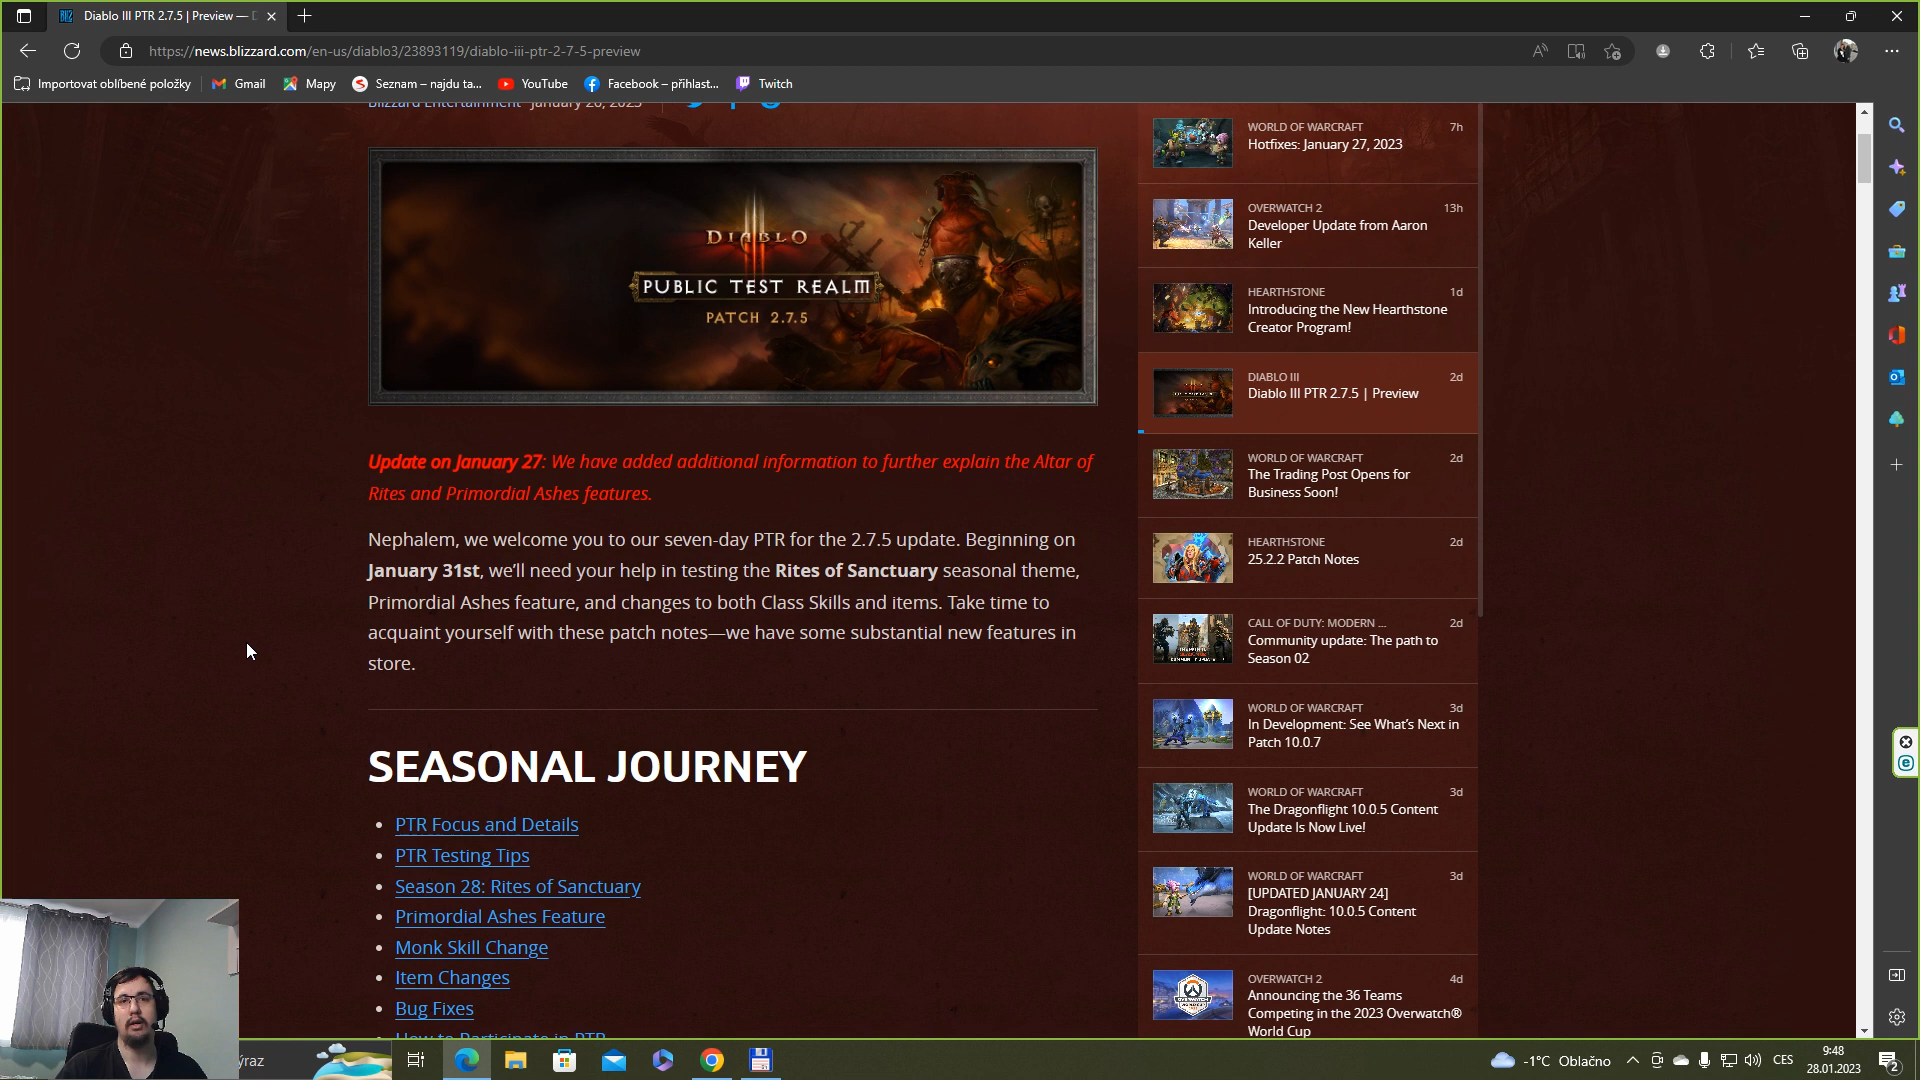 Diablo III PTR 2.7.5 | Preview —
https://news.blizzard.com/en-us/diablo3/23893119/diablo-iii-ptr-2-7-5-preview
Importovat oblíbené položky
Gmail
Mapy
Seznam – najdu ta...
YouTube
Facebook – přihlast...
Twitch
Blizzard Entertainment January 26, 2023
DIABLO
III
PUBLIC TEST REALM
PATCH 2.7.5
Update on January 27: We have added additional information to further explain the Altar of
Rites and Primordial Ashes features.
Nephalem, we welcome you to our seven-day PTR for the 2.7.5 update. Beginning on
January 31st, we’ll need your help in testing the Rites of Sanctuary seasonal theme,
Primordial Ashes feature, and changes to both Class Skills and items. Take time to
acquaint yourself with these patch notes—we have some substantial new features in
store.
SEASONAL JOURNEY
• PTR Focus and Details
• PTR Testing Tips
• Season 28: Rites of Sanctuary
• Primordial Ashes Feature
• Monk Skill Change
• Item Changes
• Bug Fixes
How to Participate in PTR
WORLD OF WARCRAFT 7h
Hotfixes: January 27, 2023
OVERWATCH 2 13h
Developer Update from Aaron
Keller
HEARTHSTONE 1d
Introducing the New Hearthstone
Creator Program!
DIABLO III 2d
Diablo III PTR 2.7.5 | Preview
WORLD OF WARCRAFT 2d
The Trading Post Opens for
Business Soon!
HEARTHSTONE 2d
25.2.2 Patch Notes
CALL OF DUTY: MODERN ... 2d
Community update: The path to
Season 02
WORLD OF WARCRAFT 3d
In Development: See What’s Next in
Patch 10.0.7
WORLD OF WARCRAFT 3d
The Dragonflight 10.0.5 Content
Update Is Now Live!
WORLD OF WARCRAFT 3d
[UPDATED JANUARY 24]
Dragonflight: 10.0.5 Content
Update Notes
OVERWATCH 2 4d
Announcing the 36 Teams
Competing in the 2023 Overwatch®
World Cup
ýraz
-1°C Oblačno
CES
9:48
28.01.2023
2